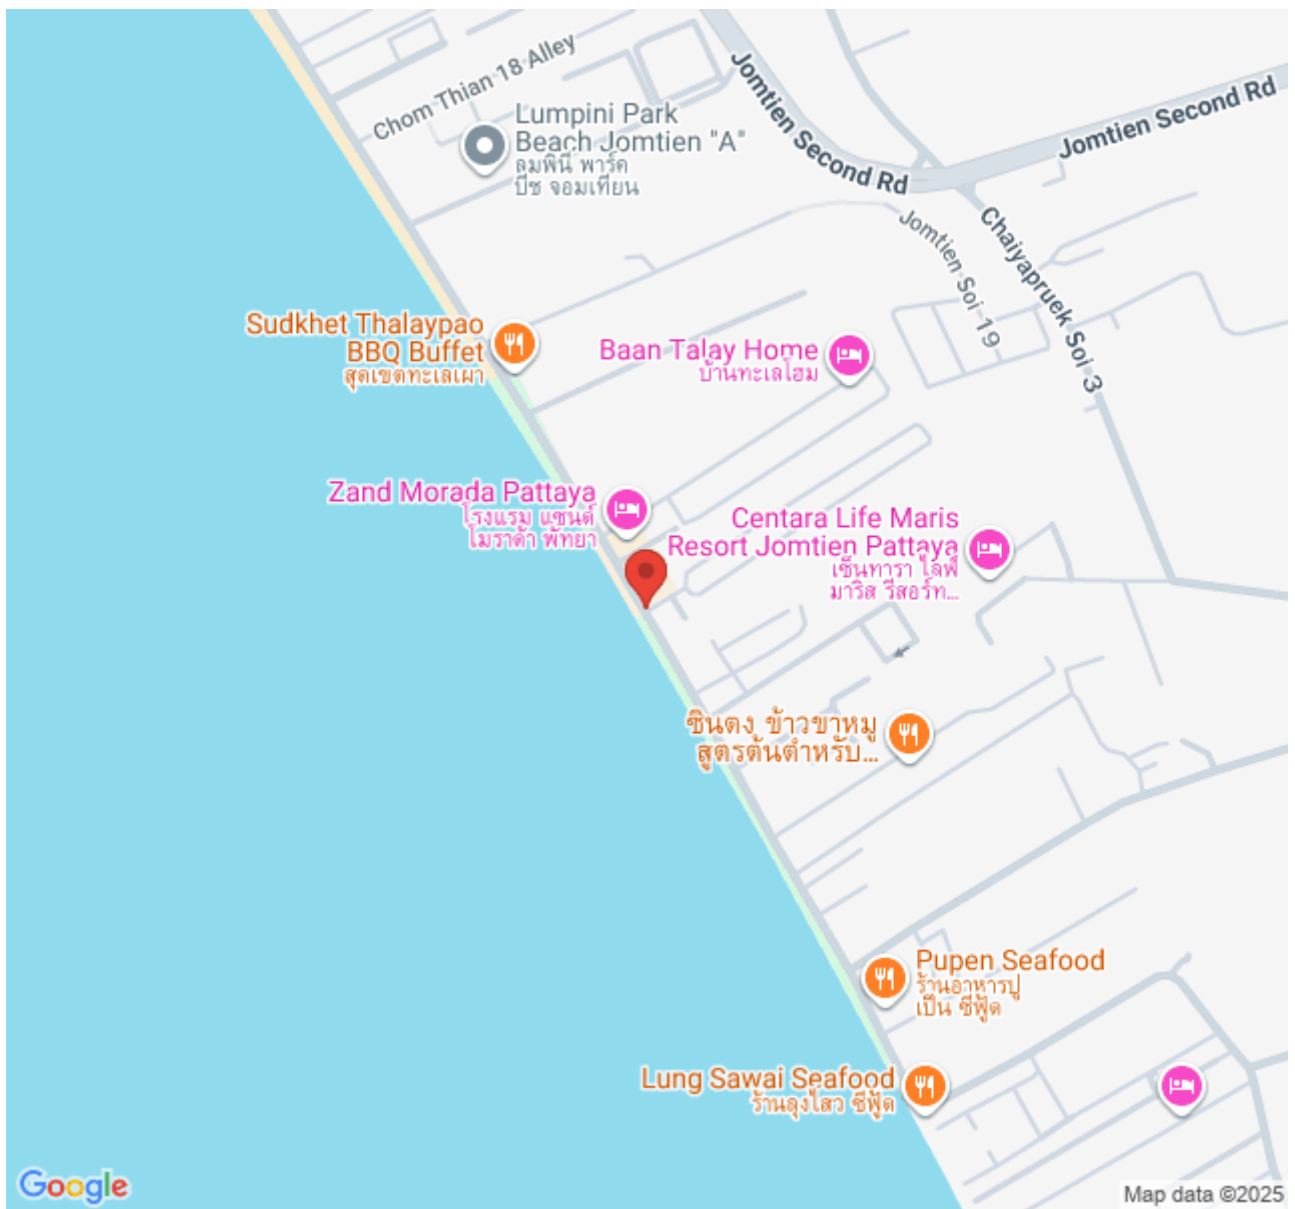 Chom Thian 18 Alley
Lumpini Park
Beach Jomtien "A"
ลุมพินี พาร์ค
บีช จอมเทียน
Jomtien Second Rd
Jomtien Second Rd
Jomtien Soi 19
Chaiyapruek Soi 3
Sudkhet Thalaypao
BBQ Buffet
สุดเขตทะเลเผา
Baan Talay Home
บ้านทะเลโฮม
Zand Morada Pattaya
โรงแรม แซนด์
โมราด้า พัทยา
Centara Life Maris
Resort Jomtien Pattaya
เซ็นทารา ไลฟ์
มาริส รีสอร์ท...
ซินตง ข้าวขาหมู
สูตรต้นตำหรับ...
Pupen Seafood
ร้านอาหารปู
เป็น ซีฟู้ด
Lung Sawai Seafood
ร้านลุงไสว ซีฟู้ด
Google
Map data ©2025